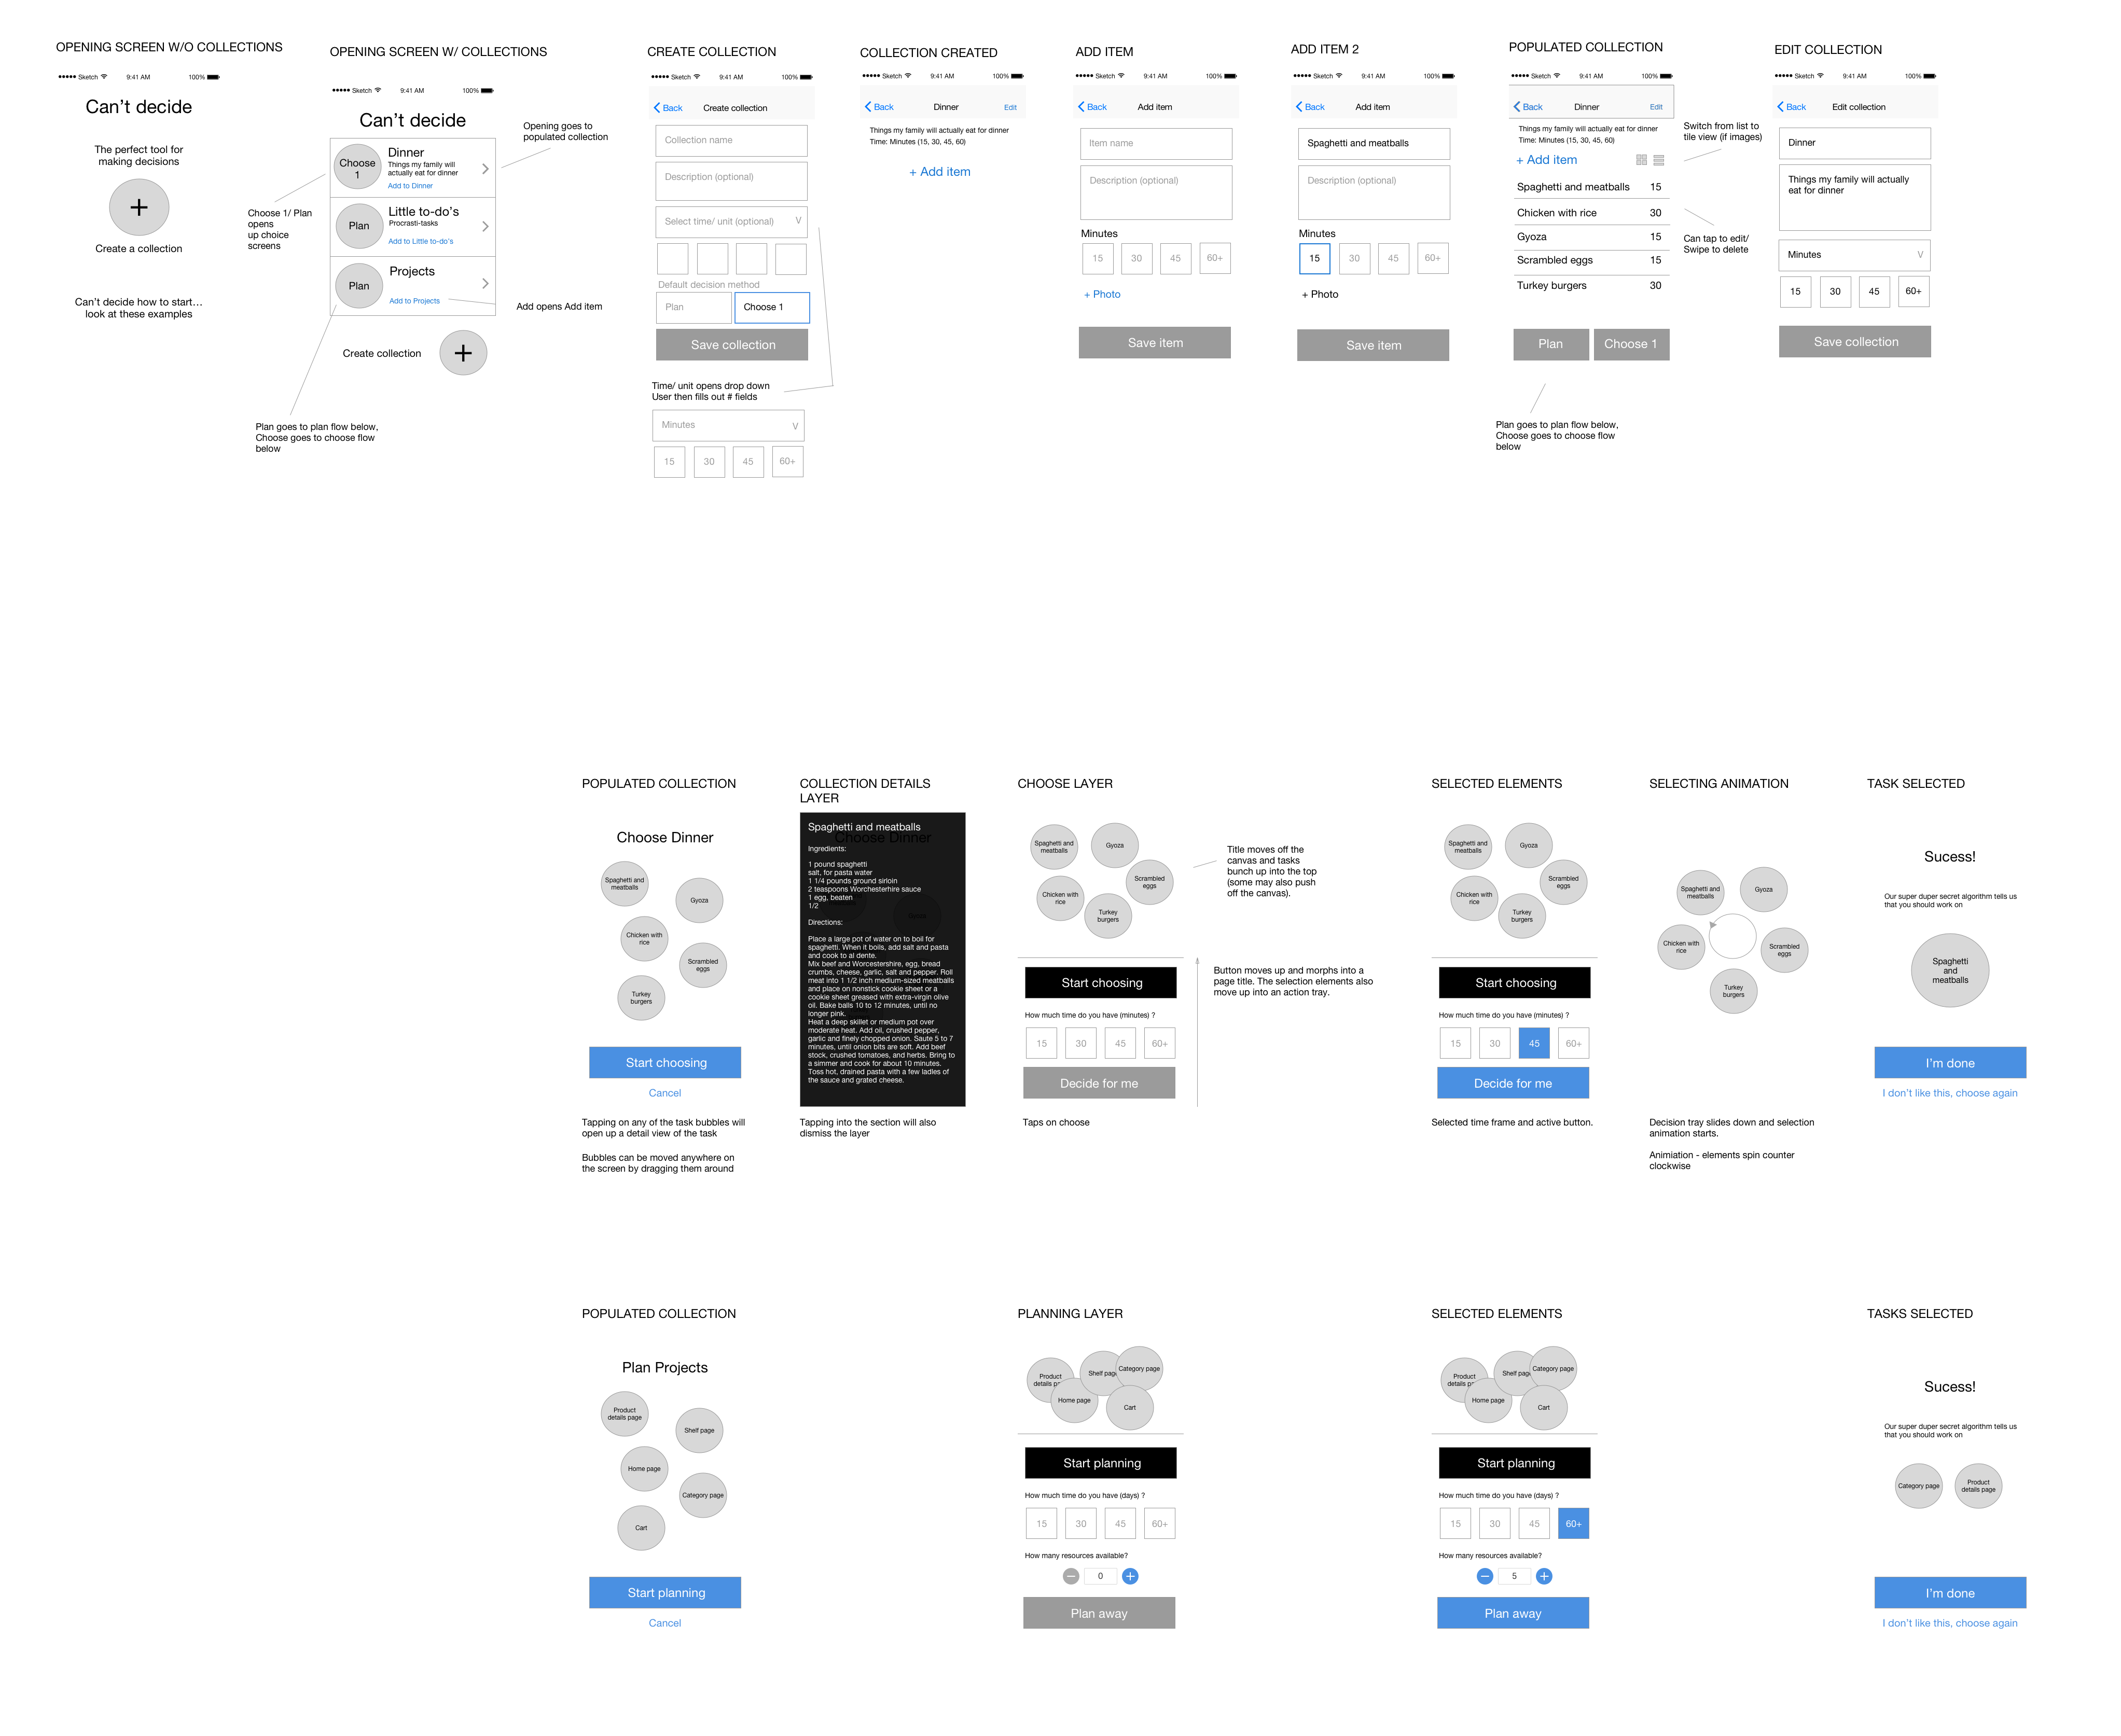 OPENING SCREEN W/O COLLECTIONS
Sketch 9:41 AM 100%
Can't decide
The perfect tool for
making decisions
+
Create a collection
Can't decide how to start…
look at these examples
OPENING SCREEN W/ COLLECTIONS
Sketch 9:41 AM 100%
Can't decide
Choose
1
Dinner
Things my family will
actually eat for dinner
Add to Dinner
Plan
Little to-do's
Procrasti-tasks
Add to Little to-do's
Plan
Projects
Add to Projects
Create collection
+
Opening goes to
populated collection
Choose 1/ Plan
opens
up choice
screens
Add opens Add item
Plan goes to plan flow below,
Choose goes to choose flow
below
CREATE COLLECTION
Sketch 9:41 AM 100%
Back Create collection
Collection name
Description (optional)
Select time/ unit (optional) V
Default decision method
Plan Choose 1
Save collection
Time/ unit opens drop down
User then fills out # fields
Minutes V
15 30 45 60+
COLLECTION CREATED
Sketch 9:41 AM 100%
Back Dinner Edit
Things my family will actually eat for dinner
Time: Minutes (15, 30, 45, 60)
+ Add item
ADD ITEM
Sketch 9:41 AM 100%
Back Add item
Item name
Description (optional)
Minutes
15 30 45 60+
+ Photo
Save item
ADD ITEM 2
Sketch 9:41 AM 100%
Back Add item
Spaghetti and meatballs
Description (optional)
Minutes
15 30 45 60+
+ Photo
Save item
POPULATED COLLECTION
Sketch 9:41 AM 100%
Back Dinner Edit
Things my family will actually eat for dinner
Time: Minutes (15, 30, 45, 60)
+ Add item
Spaghetti and meatballs 15
Chicken with rice 30
Gyoza 15
Scrambled eggs 15
Turkey burgers 30
Plan Choose 1
Switch from list to
tile view (if images)
Can tap to edit/
Swipe to delete
Plan goes to plan flow below,
Choose goes to choose flow
below
EDIT COLLECTION
Sketch 9:41 AM 100%
Back Edit collection
Dinner
Things my family will actually
eat for dinner
Minutes V
15 30 45 60+
Save collection
POPULATED COLLECTION
Choose Dinner
Spaghetti and
meatballs
Gyoza
Chicken with
rice
Scrambled
eggs
Turkey
burgers
Start choosing
Cancel
Tapping on any of the task bubbles will
open up a detail view of the task
Bubbles can be moved anywhere on
the screen by dragging them around
COLLECTION DETAILS
LAYER
Choose Dinner
Spaghetti and meatballs
Ingredients:
1 pound spaghetti
salt, for pasta water
1 1/4 pounds ground sirloin
2 teaspoons Worchesterhire sauce
1 egg, beaten
1/2
Directions:
Place a large pot of water on to boil for
spaghetti. When it boils, add salt and pasta
and cook to al dente.
Mix beef and Worcestershire, egg, bread
crumbs, cheese, garlic, salt and pepper. Roll
meat into 1 1/2 inch medium-sized meatballs
and place on nonstick cookie sheet or a
cookie sheet greased with extra-virgin olive
oil. Bake balls 10 to 12 minutes, until no
longer pink.
Heat a deep skillet or medium pot over
moderate heat. Add oil, crushed pepper,
garlic and finely chopped onion. Saute 5 to 7
minutes, until onion bits are soft. Add beef
stock, crushed tomatoes, and herbs. Bring to
a simmer and cook for about 10 minutes.
Toss hot, drained pasta with a few ladles of
the sauce and grated cheese.
Tapping into the section will also
dismiss the layer
CHOOSE LAYER
Spaghetti and
meatballs
Gyoza
Scrambled
eggs
Chicken with
rice
Turkey
burgers
Start choosing
How much time do you have (minutes) ?
15 30 45 60+
Decide for me
Taps on choose
Title moves off the
canvas and tasks
bunch up into the top
(some may also push
off the canvas).
Button moves up and morphs into a
page title. The selection elements also
move up into an action tray.
SELECTED ELEMENTS
Spaghetti and
meatballs
Gyoza
Scrambled
eggs
Chicken with
rice
Turkey
burgers
Start choosing
How much time do you have (minutes) ?
15 30 45 60+
Decide for me
Selected time frame and active button.
SELECTING ANIMATION
Spaghetti and
meatballs
Gyoza
Chicken with
rice
Scrambled
eggs
Turkey
burgers
Decision tray slides down and selection
animation starts.
Animiation - elements spin counter
clockwise
TASK SELECTED
Sucess!
Our super duper secret algorithm tells us
that you should work on
Spaghetti
and
meatballs
I'm done
I don't like this, choose again
POPULATED COLLECTION
Plan Projects
Product
details page
Shelf page
Home page
Category page
Cart
Start planning
Cancel
PLANNING LAYER
Product
details pa
Shelf page
Category page
Home page
Cart
Start planning
How much time do you have (days) ?
15 30 45 60+
How many resources available?
0
Plan away
SELECTED ELEMENTS
Product
details pa
Shelf page
Category page
Home page
Cart
Start planning
How much time do you have (days) ?
15 30 45 60+
How many resources available?
5
Plan away
TASKS SELECTED
Sucess!
Our super duper secret algorithm tells us
that you should work on
Category page
Product
details page
I'm done
I don't like this, choose again